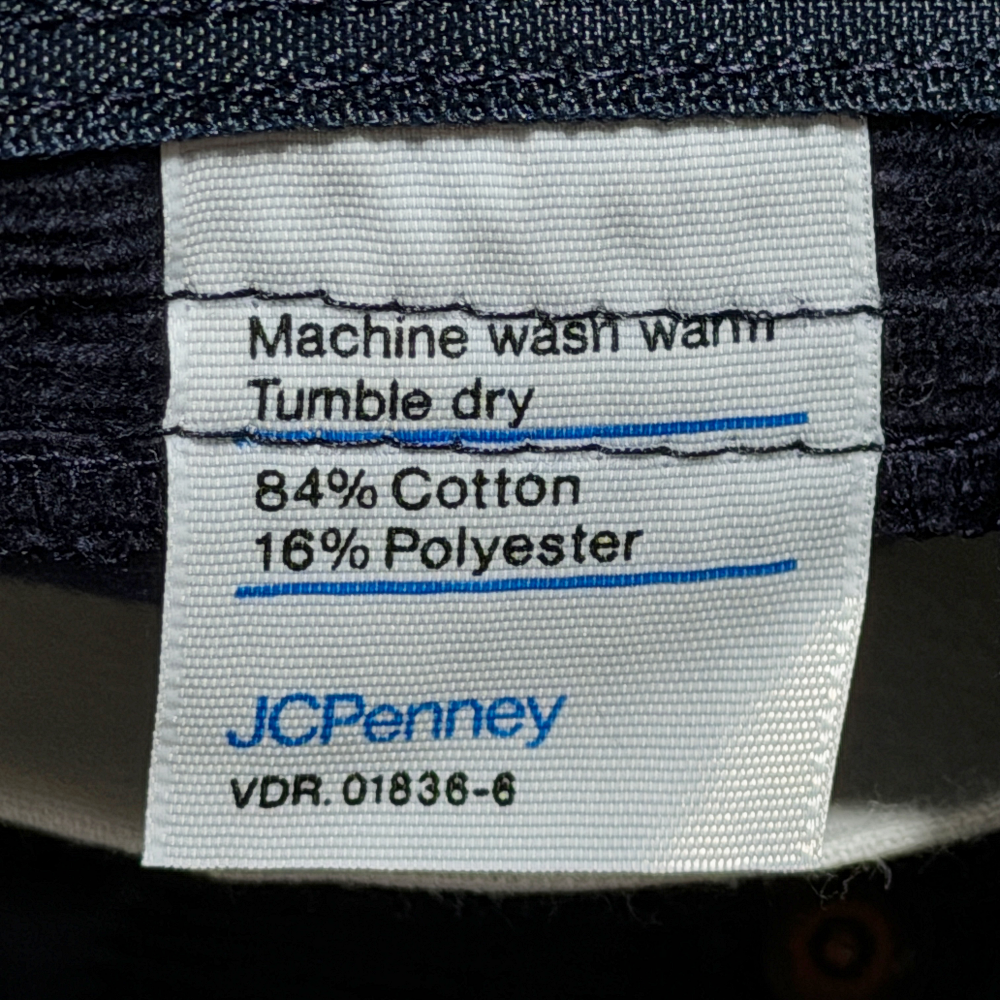 Machine wash warm
Tumble dry
84% Cotton
16% Polyester
JCPenney
VDR. 01836-6